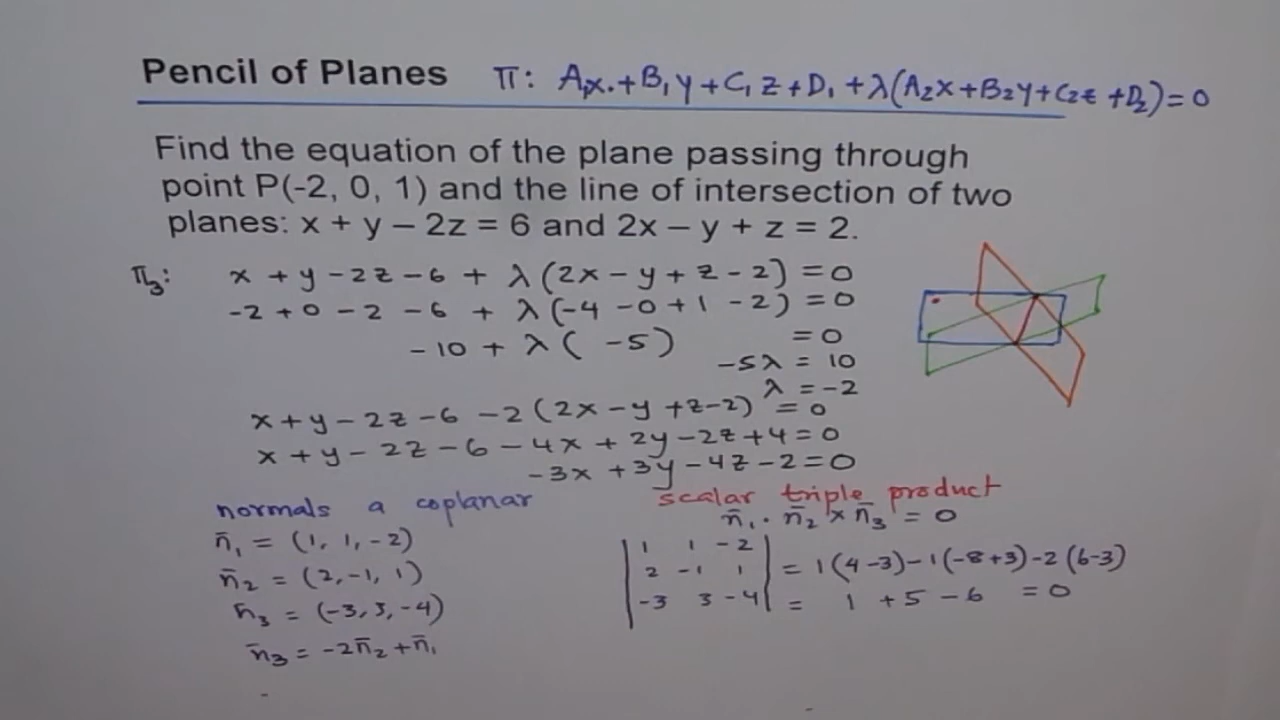 Pencil of Planes π: A₁x + B₁y + C₁z + D₁ + λ(A₂x + B₂y + C₂z + D₂) = 0
Find the equation of the plane passing through
point P(-2, 0, 1) and the line of intersection of two
planes: x + y – 2z = 6 and 2x – y + z = 2.
π₃: x + y - 2z - 6 + λ(2x - y + z - 2) = 0
-2 + 0 - 2 - 6 + λ(-4 - 0 + 1 - 2) = 0
-10 + λ( -5) = 0
-5λ = 10
λ = -2
x + y - 2z - 6 - 2(2x - y + z - 2) = 0
x + y - 2z - 6 - 4x + 2y - 2z + 4 = 0
-3x + 3y - 4z - 2 = 0
normals a coplanar
n̄₁ = (1, 1, -2)
n̄₂ = (2, -1, 1)
n̄₃ = (-3, 3, -4)
n̄₃ = -2n̄₂ + n̄₁
scalar triple product
n̄₁ · n̄₂ × n̄₃ = 0
| 1 1 -2 |
| 2 -1 1 | = 1(4 - 3) - 1(-8 + 3) - 2(6 - 3)
| -3 3 -4 | = 1 + 5 - 6 = 0